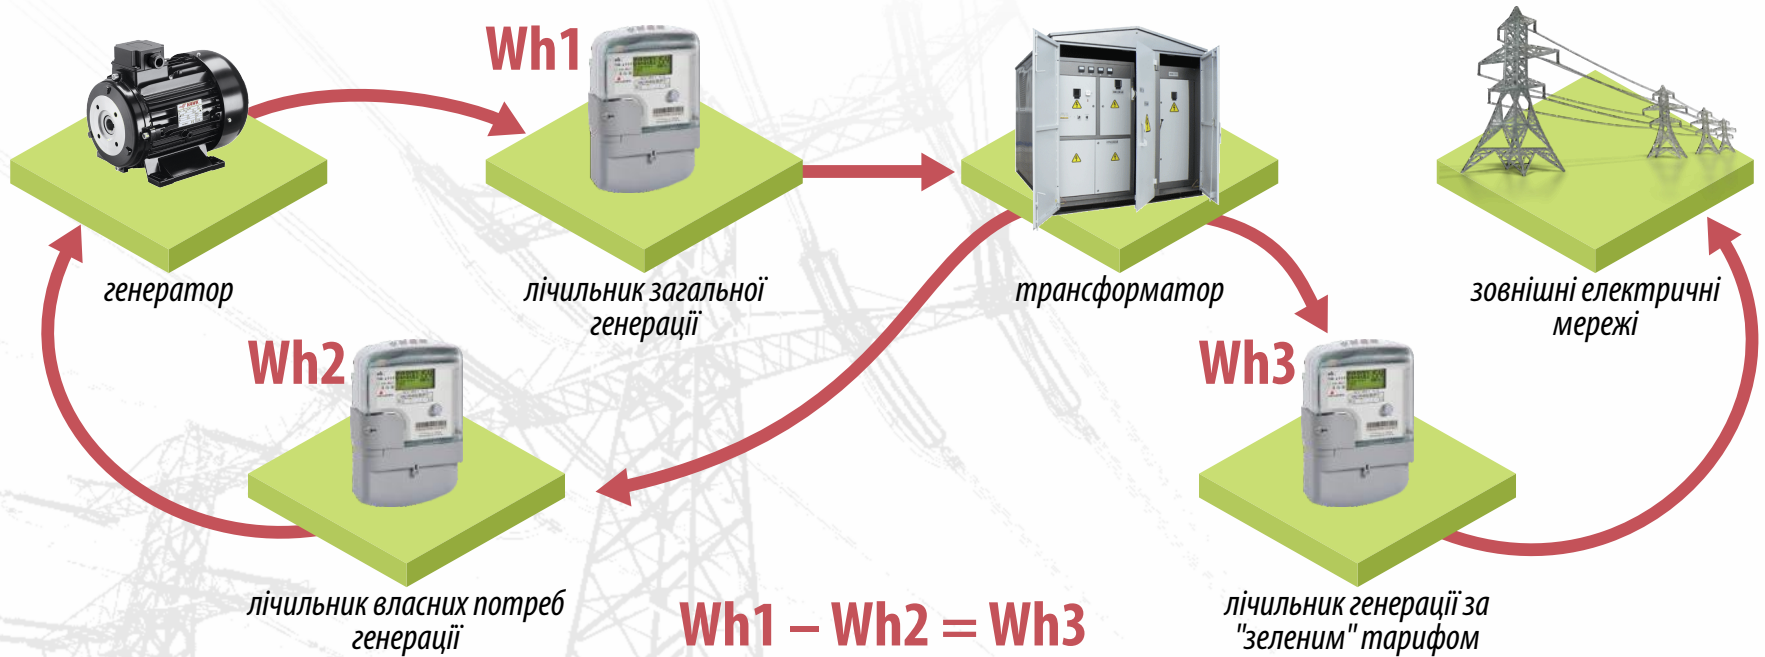 Wh1
генератор
лічильник загальної
генерації
трансформатор
зовнішні електричні
мережі
Wh2
Wh3
лічильник власних потреб
генерації
Wh1 – Wh2 = Wh3
лічильник генерації за
"зеленим" тарифом